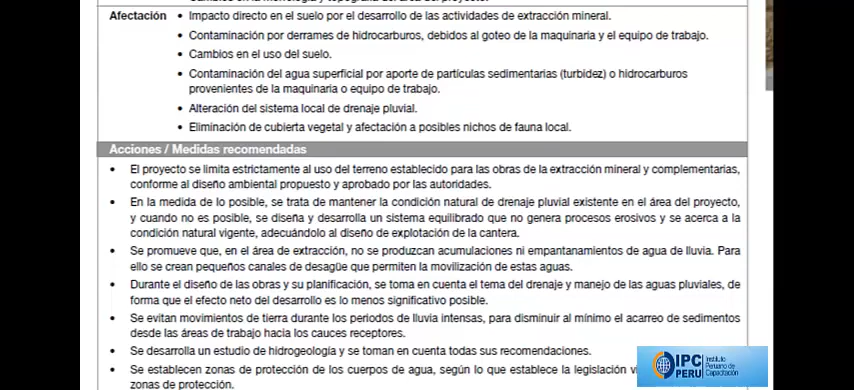 Afectación • Impacto directo en el suelo por el desarrollo de las actividades de extracción mineral.
• Contaminación por derrames de hidrocarburos, debidos al goteo de la maquinaria y el equipo de trabajo.
• Cambios en el uso del suelo.
• Contaminación del agua superficial por aporte de partículas sedimentarias (turbidez) o hidrocarburos
provenientes de la maquinaria o equipo de trabajo.
• Alteración del sistema local de drenaje pluvial.
• Eliminación de cubierta vegetal y afectación a posibles nichos de fauna local.
Acciones / Medidas recomendadas
• El proyecto se limita estrictamente al uso del terreno establecido para las obras de la extracción mineral y complementarias,
conforme al diseño ambiental propuesto y aprobado por las autoridades.
• En la medida de lo posible, se trata de mantener la condición natural de drenaje pluvial existente en el área del proyecto,
y cuando no es posible, se diseña y desarrolla un sistema equilibrado que no genera procesos erosivos y se acerca a la
condición natural vigente, adecuándolo al diseño de explotación de la cantera.
• Se promueve que, en el área de extracción, no se produzcan acumulaciones ni empantanamientos de agua de lluvia. Para
ello se crean pequeños canales de desagüe que permiten la movilización de estas aguas.
• Durante el diseño de las obras y su planificación, se toma en cuenta el tema del drenaje y manejo de las aguas pluviales, de
forma que el efecto neto del desarrollo es lo menos significativo posible.
• Se evitan movimientos de tierra durante los periodos de lluvia intensas, para disminuir al mínimo el acarreo de sedimentos
desde las áreas de trabajo hacia los cauces receptores.
• Se desarrolla un estudio de hidrogeología y se toman en cuenta todas sus recomendaciones.
• Se establecen zonas de protección de los cuerpos de agua, según lo que establece la legislación
zonas de protección.
IPC PERU Instituto Peruano de Capacitación